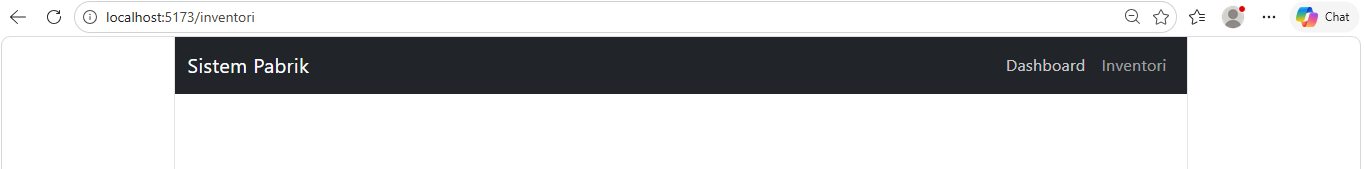 localhost:5173/inventori
Chat
Sistem Pabrik
Dashboard Inventori